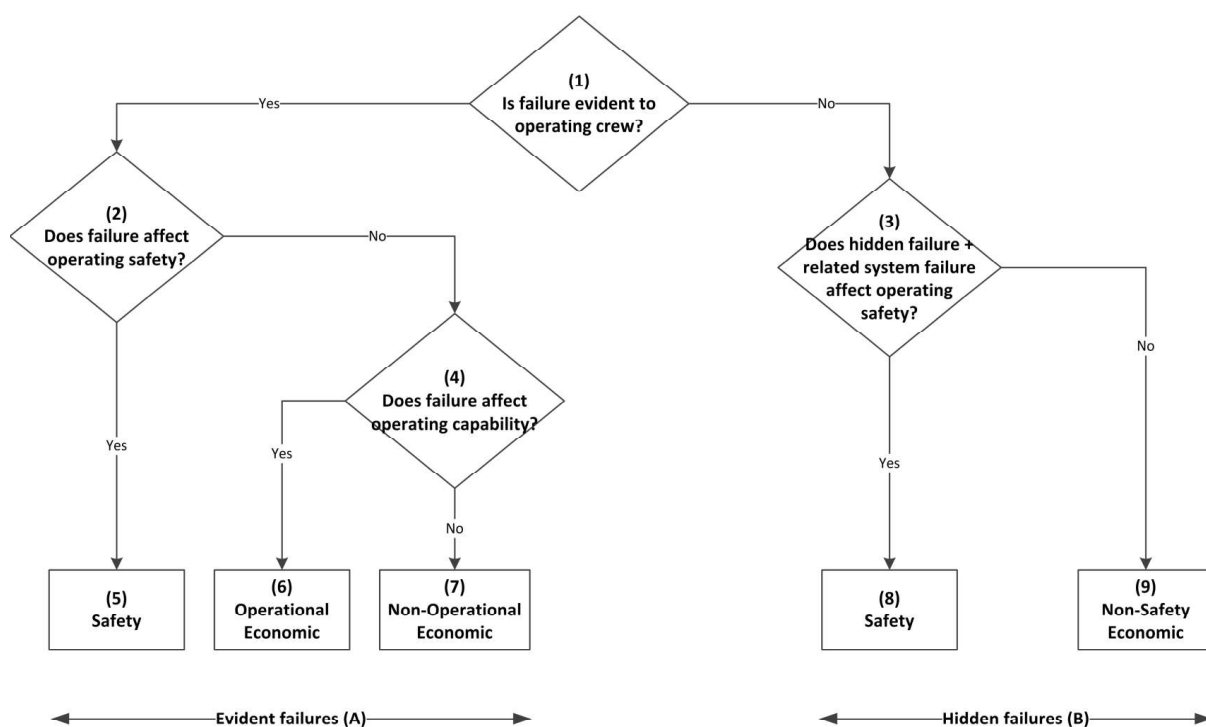 (1)
Is failure evident to
operating crew?
Yes
No
(2)
Does failure affect
operating safety?
No
(3)
Does hidden failure +
related system failure
affect operating
safety?
No
(4)
Does failure affect
operating capability?
Yes
Yes
Yes
No
(5)
Safety
(6)
Operational
Economic
(7)
Non-Operational
Economic
(8)
Safety
(9)
Non-Safety
Economic
Evident failures (A)
Hidden failures (B)